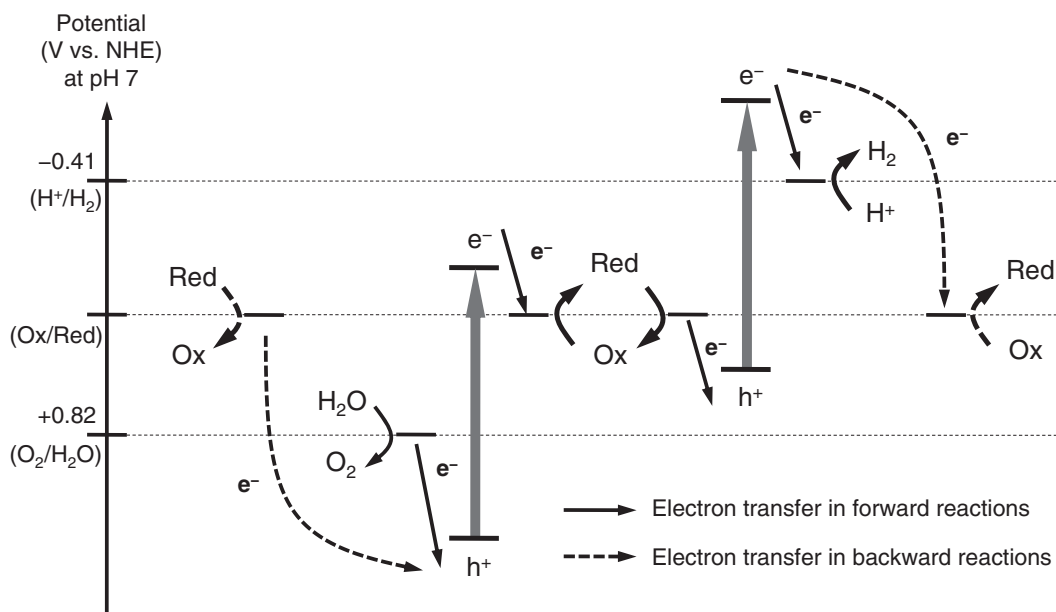 Potential
(V vs. NHE)
at pH 7
e⁻
e⁻
e⁻
−0.41
(H⁺/H₂)
H₂
H⁺
e⁻
e⁻
Red
Ox
(Ox/Red)
Red
Ox
e⁻
h⁺
Red
Ox
+0.82
(O₂/H₂O)
H₂O
O₂
e⁻
e⁻
h⁺
Electron transfer in forward reactions
Electron transfer in backward reactions